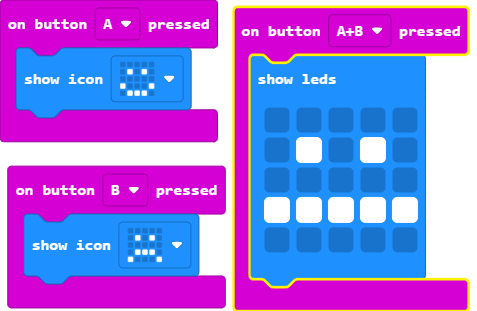 on button A pressed
show icon
on button B pressed
show icon
on button A+B pressed
show leds